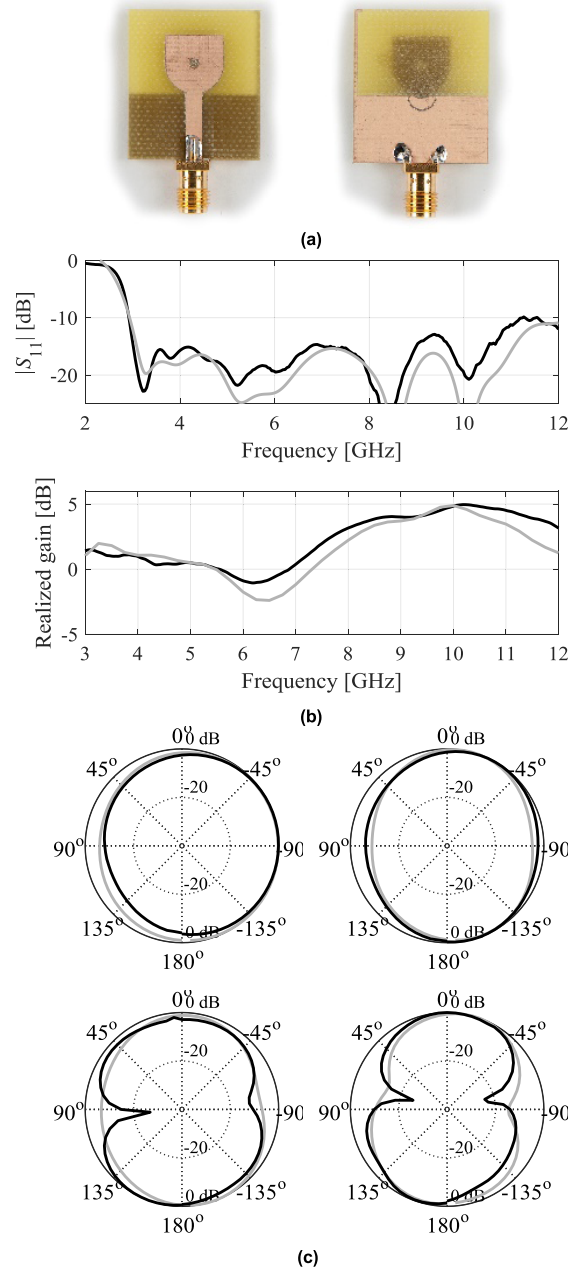 (a)
0
-10
-20
|S11| [dB]
2 4 6 8 10 12
Frequency [GHz]
5
0
-5
Realized gain [dB]
3 4 5 6 7 8 9 10 11 12
Frequency [GHz]
(b)
0o 0 dB 0o 0 dB
45o -45o 45o -45o
-20 -20
90o -90 90o -90o
-20 -20
135o 0 dB -135o 135o 0 dB -135o
180o 180o
0o 0 dB 0o 0 dB
45o -45o 45o -45o
-20 -20
90o -90 90o -90o
-20 -20
135o 0 dB -135o 135o 0 dB -135o
180o 180o
(c)